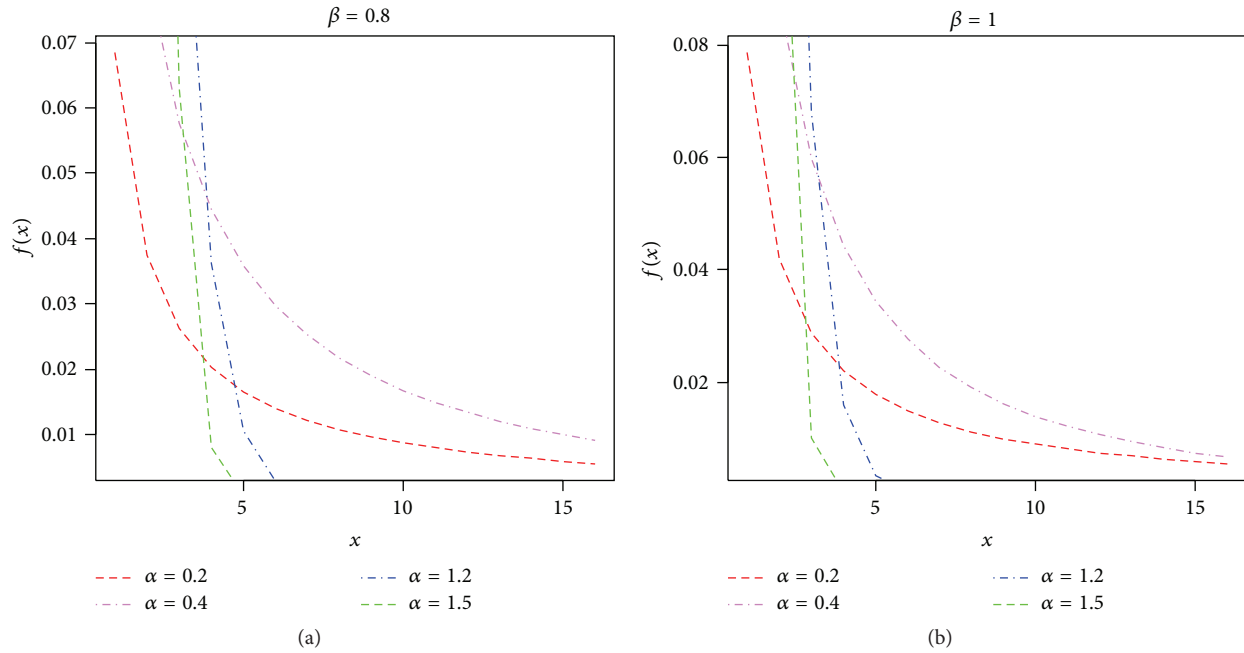 β = 0.8
0.07
0.06
0.05
0.04
0.03
0.02
0.01
f(x)
5
10
15
x
α = 0.2
α = 0.4
α = 1.2
α = 1.5
(a)
β = 1
0.08
0.06
0.04
0.02
f(x)
5
10
15
x
α = 0.2
α = 0.4
α = 1.2
α = 1.5
(b)